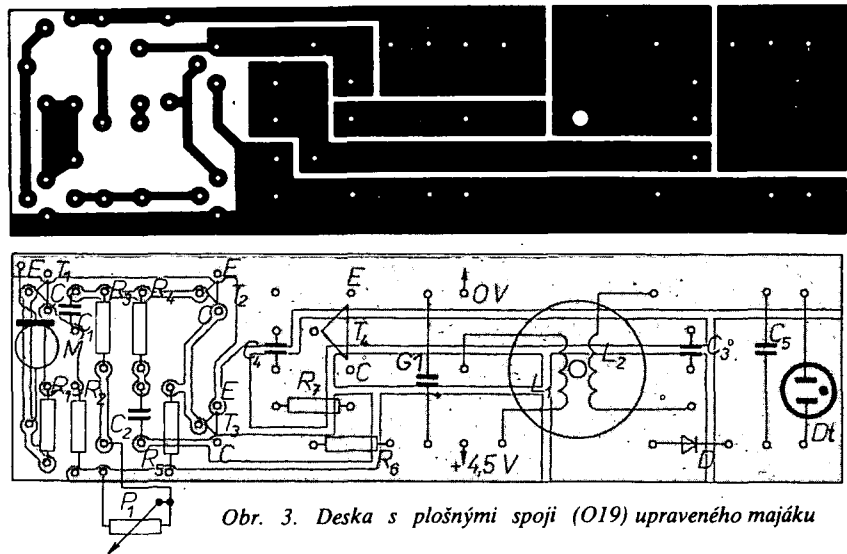 E T₁ E E
C R₃ R₄ T₂ 0V
C₁ C T₄ L₂ C₃ C₅
M C₄ C G1 L₁
R₁ R₂ E R₇
C₂ T₃ Dt
R₅ C R₆ +4,5V D
P₁
Obr. 3. Deska s plošnými spoji (O19) upraveného majáku